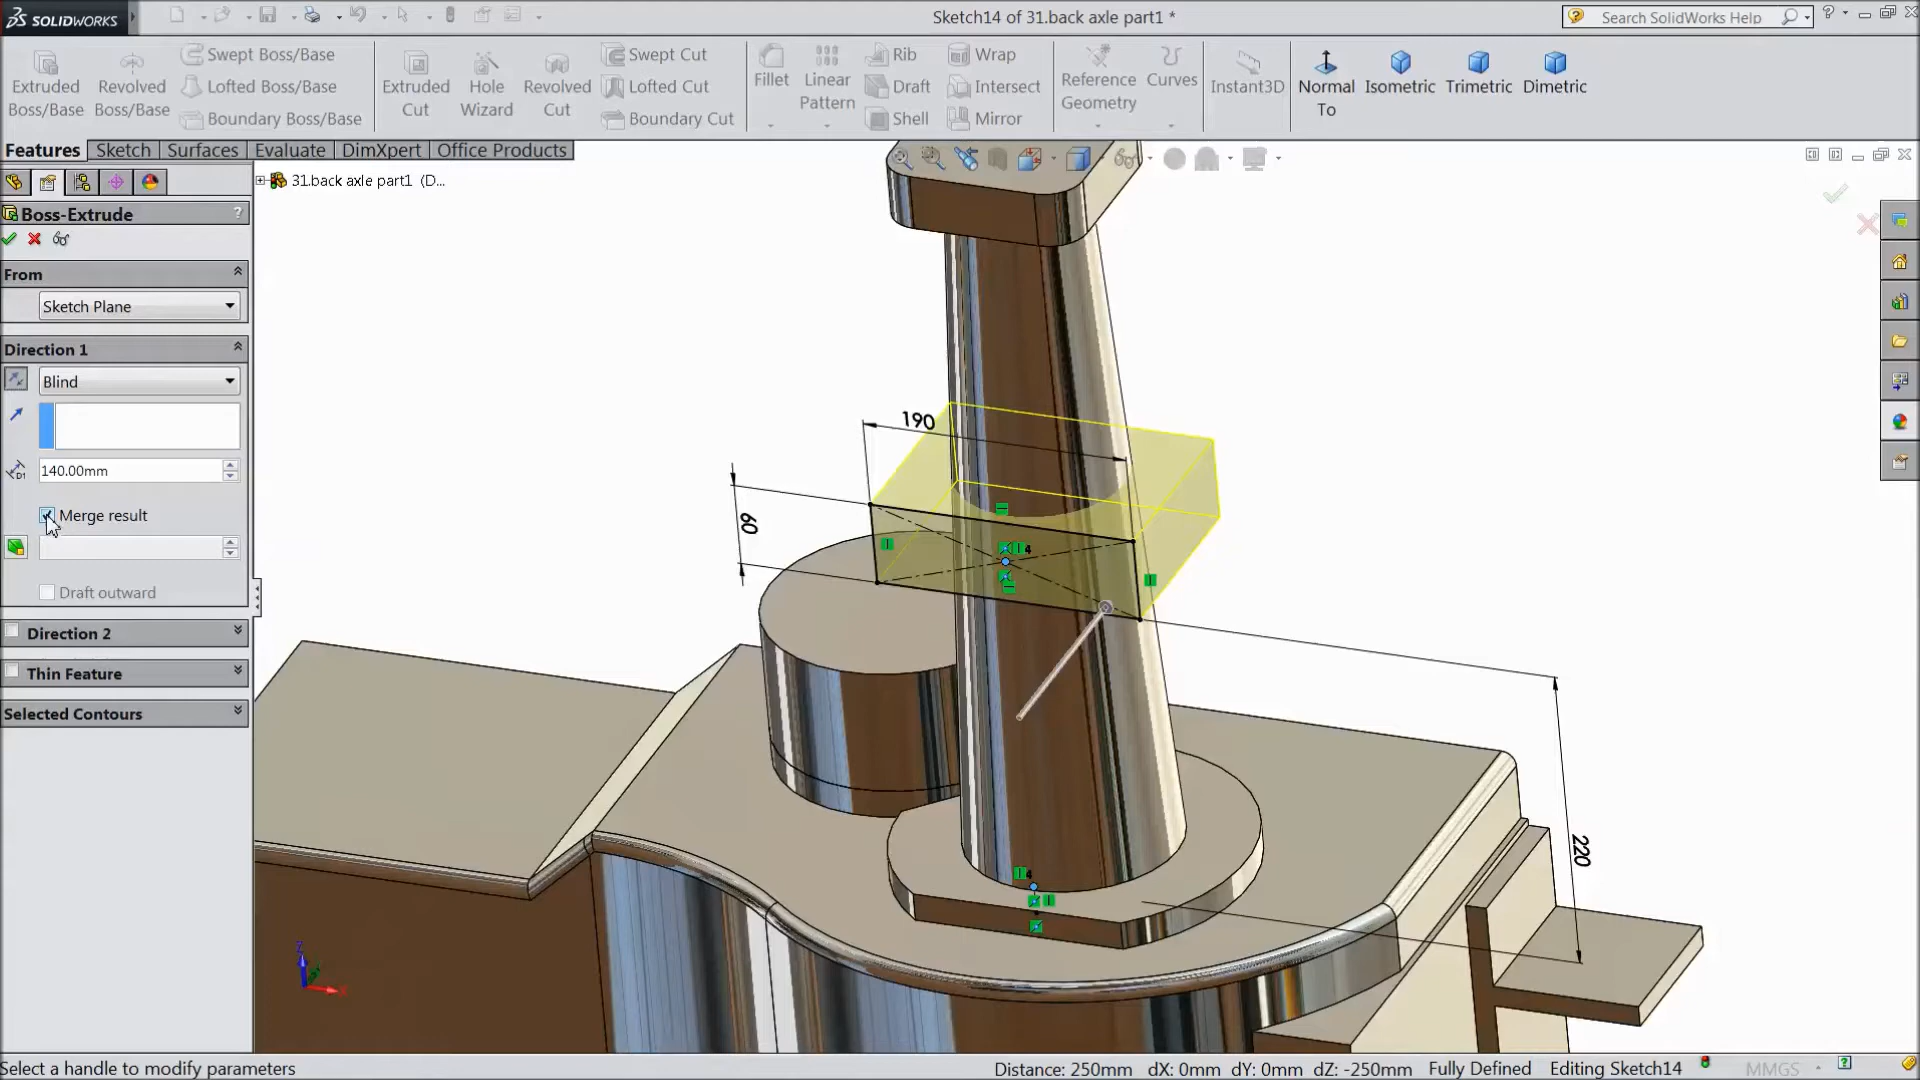 SOLIDWORKS
Sketch14 of 31.back axle part1 *
Search SolidWorks Help
Extruded Boss/Base
Revolved Boss/Base
Swept Boss/Base
Lofted Boss/Base
Boundary Boss/Base
Extruded Cut
Hole Wizard
Revolved Cut
Swept Cut
Lofted Cut
Boundary Cut
Fillet
Linear Pattern
Rib
Draft
Shell
Wrap
Intersect
Mirror
Reference Geometry
Curves
Instant3D
Normal To
Isometric
Trimetric
Dimetric
Features
Sketch
Surfaces
Evaluate
DimXpert
Office Products
31.back axle part1 (D...
Boss-Extrude
?
From
Sketch Plane
Direction 1
Blind
D1
140.00mm
Merge result
Draft outward
Direction 2
Thin Feature
Selected Contours
190
60
4
220
4
Z
Select a handle to modify parameters
Distance: 250mm
dX: 0mm dY: 0mm dZ: -250mm
Fully Defined
Editing Sketch14
MMGS